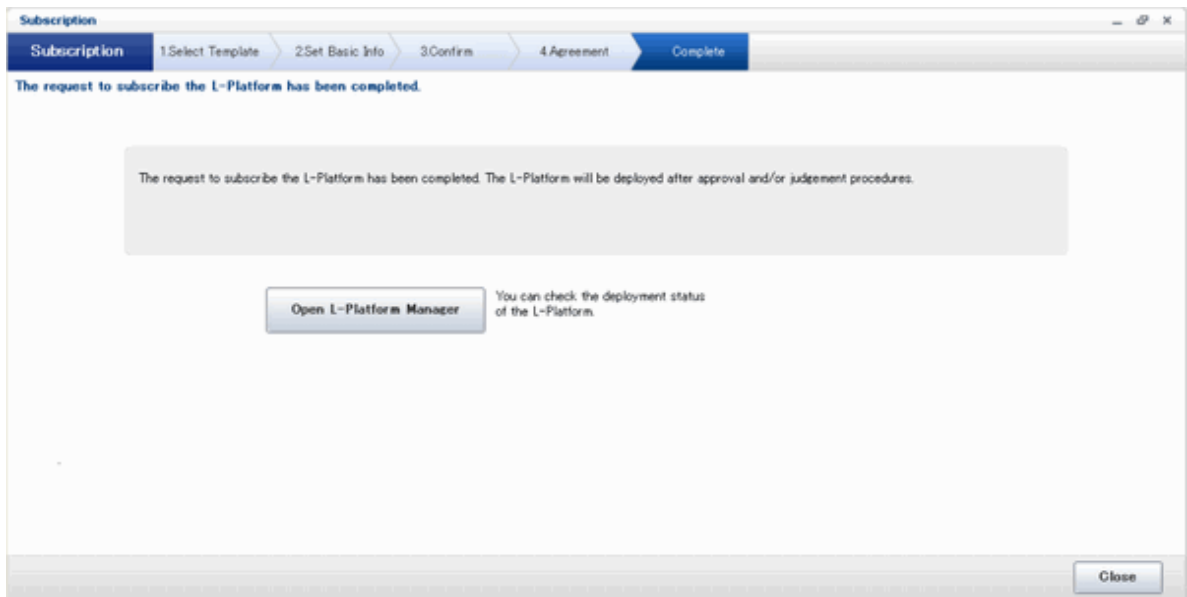 Subscription
Subscription 1.Select Template 2.Set Basic Info 3.Confirm 4.Agreement Complete
The request to subscribe the L-Platform has been completed.
The request to subscribe the L-Platform has been completed. The L-Platform will be deployed after approval and/or judgement procedures.
Open L-Platform Manager
You can check the deployment status
of the L-Platform.
Close